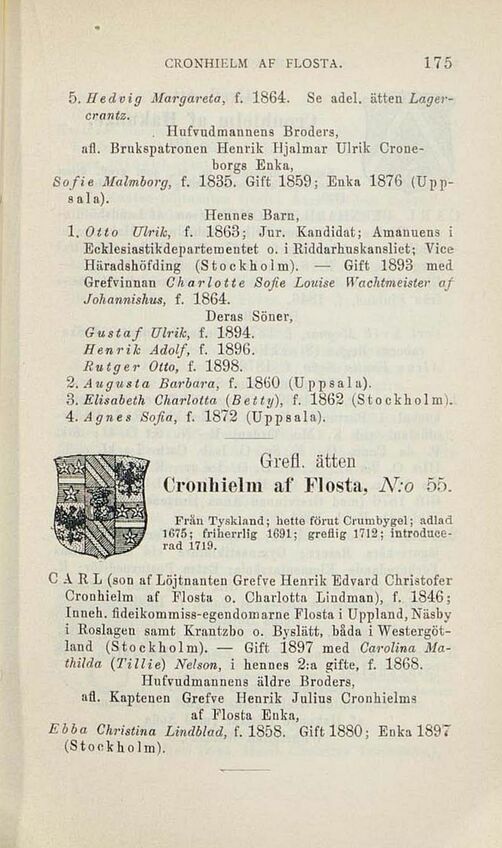 CRONHIELM AF FLOSTA. 175
5. Hedvig Margareta, f. 1864. Se adel. ätten Lager-
crantz.
Hufvudmannens Broders,
afl. Brukspatronen Henrik Hjalmar Ulrik Crone-
borgs Enka,
Sofie Malmborg, f. 1835. Gift 1859; Enka 1876 (Upp-
sala).
Hennes Barn,
1. Otto Ulrik, f. 1863; Jur. Kandidat; Amanuens i
Ecklesiastikdepartementet o. i Riddarhuskansliet; Vice
Häradshöfding (Stockholm). — Gift 1893 med
Grefvinnan Charlotte Sofie Louise Wachtmeister af
Johannishus, f. 1864.
Deras Söner,
Gustaf Ulrik, f. 1894.
Henrik Adolf, f. 1896.
Rutger Otto, f. 1898.
2. Augusta Barbara, f. 1860 (Uppsala).
3. Elisabeth Charlotta (Betty), f. 1862 (Stockholm).
4. Agnes Sofia, f. 1872 (Uppsala).
Grefl. ätten
Cronhielm af Flosta, N:o 55.
Från Tyskland; hette förut Crumbygel; adlad
1675; friherrlig 1691; greflig 1712; introduce-
rad 1719.
CARL (son af Löjtnanten Grefve Henrik Edvard Christofer
Cronhielm af Flosta o. Charlotta Lindman), f. 1846;
Inneh. fideikommiss-egendomarne Flosta i Uppland, Näsby
i Roslagen samt Krantzbo o. Byslätt, båda i Westergöt-
land (Stockholm). — Gift 1897 med Carolina Ma-
thilda (Tillie) Nelson, i hennes 2:a gifte, f. 1868.
Hufvudmannens äldre Broders,
afl. Kaptenen Grefve Henrik Julius Cronhielms
af Flosta Enka,
Ebba Christina Lindblad, f. 1858. Gift 1880; Enka 1897
(Stockholm).